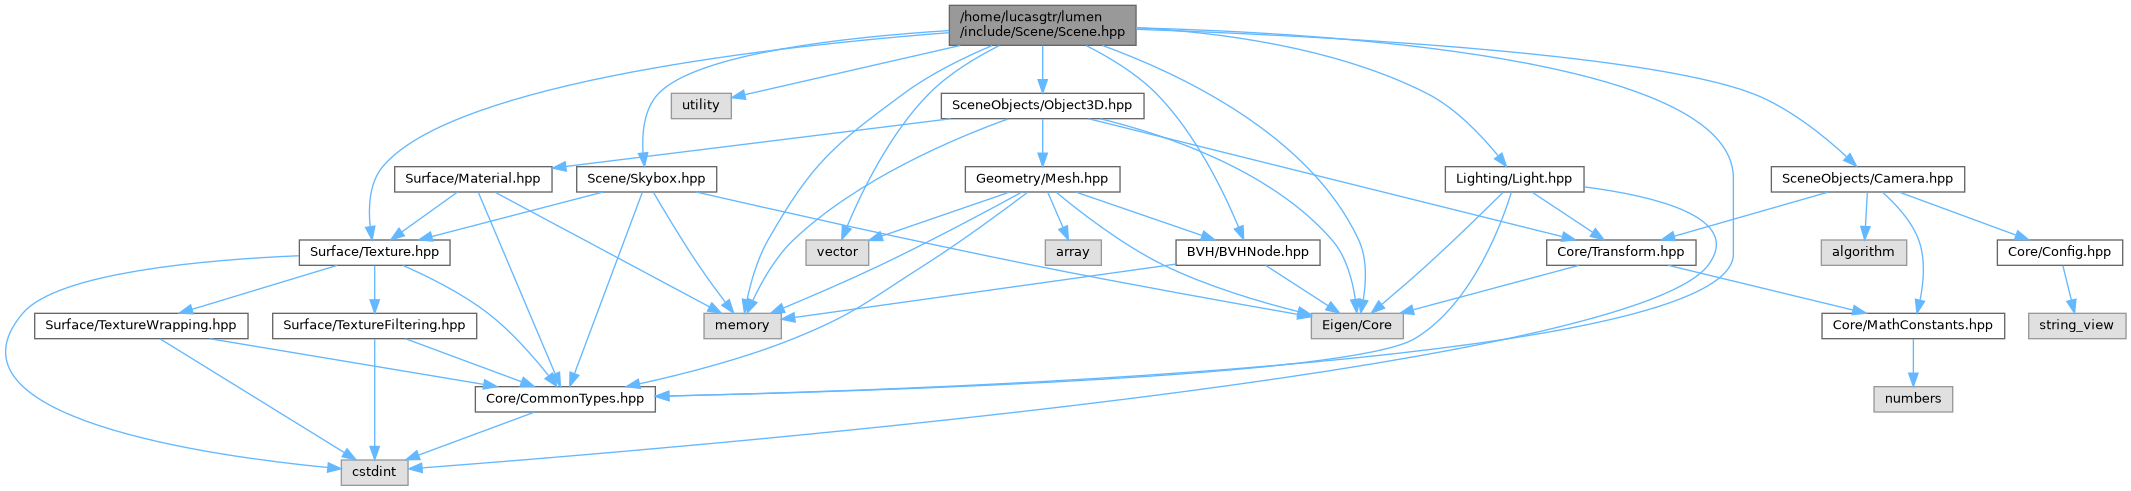 /home/lucasgtr/lumen
/include/Scene/Scene.hpp
utility
SceneObjects/Object3D.hpp
Surface/Material.hpp
Scene/Skybox.hpp
Geometry/Mesh.hpp
Lighting/Light.hpp
SceneObjects/Camera.hpp
Surface/Texture.hpp
vector
array
BVH/BVHNode.hpp
Core/Transform.hpp
algorithm
Core/Config.hpp
Surface/TextureWrapping.hpp
Surface/TextureFiltering.hpp
memory
Eigen/Core
Core/MathConstants.hpp
string_view
Core/CommonTypes.hpp
numbers
cstdint